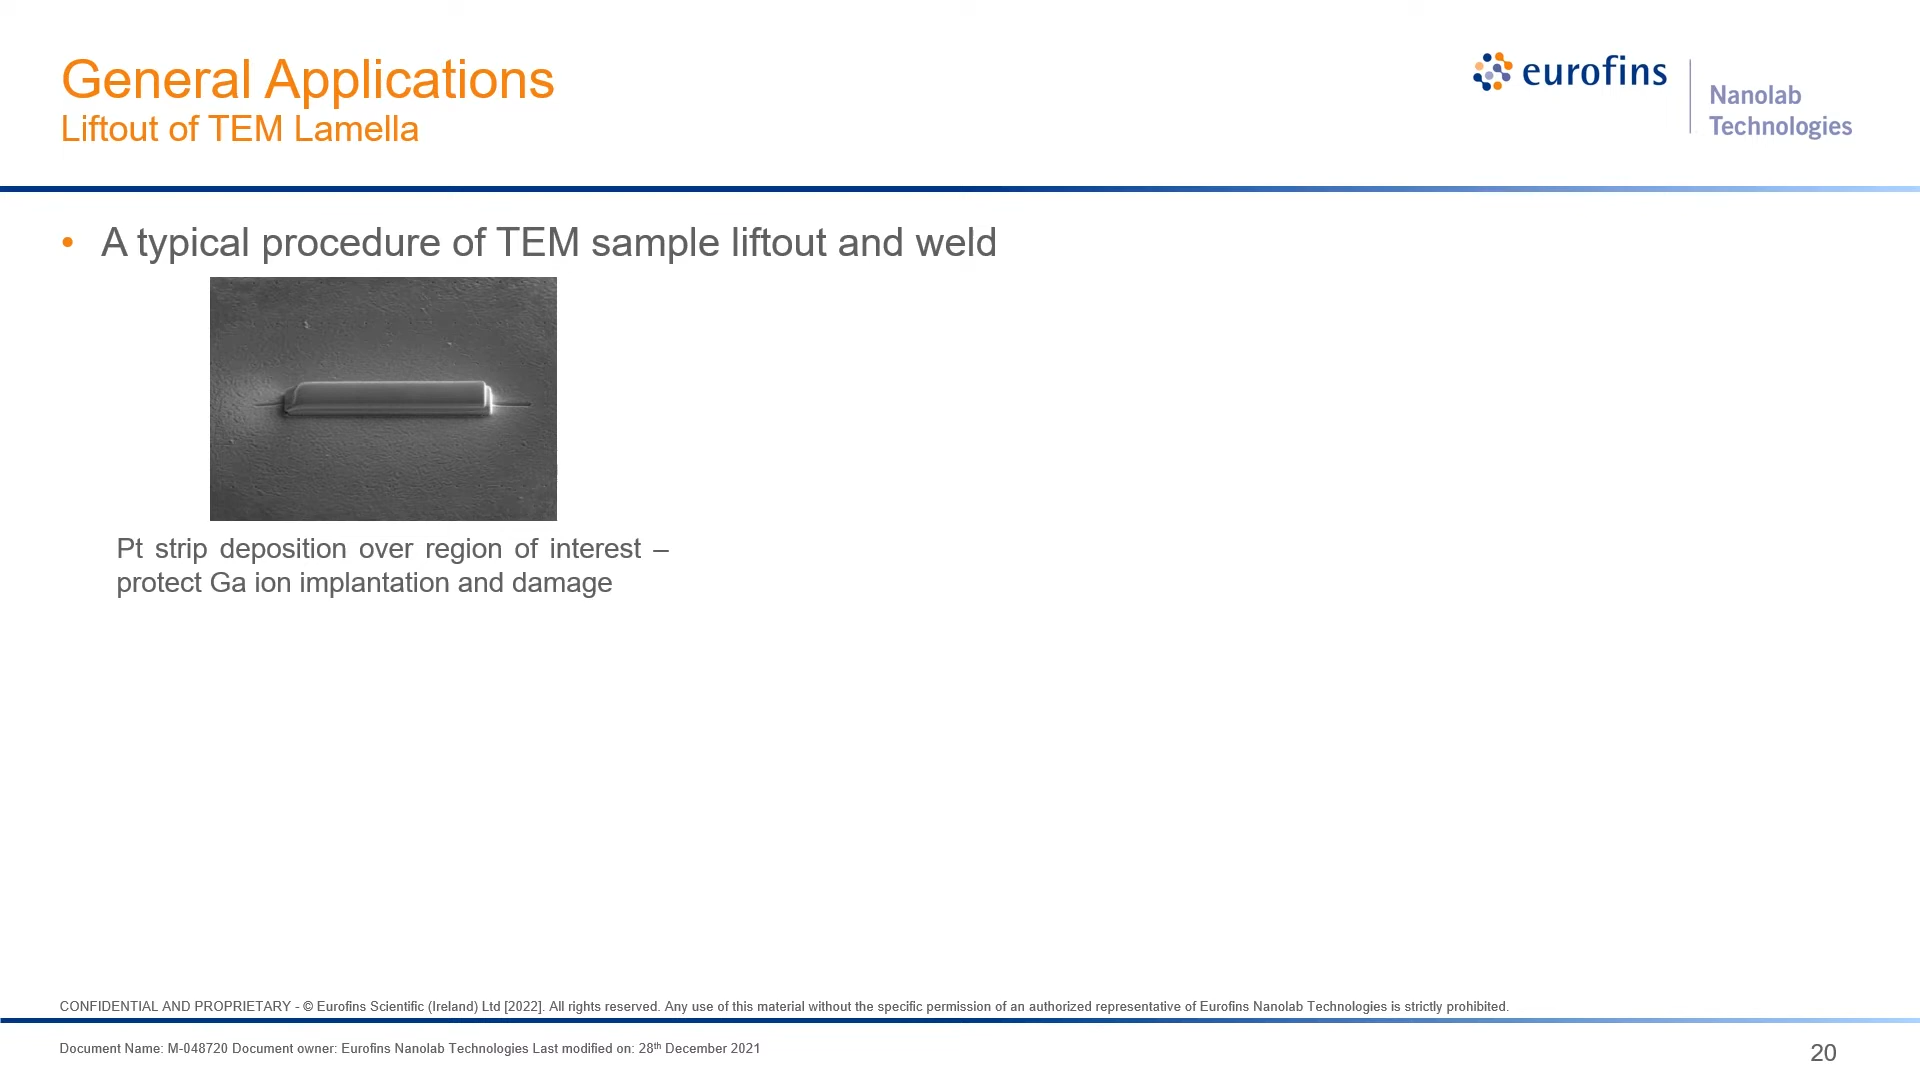 General Applications
Liftout of TEM Lamella
eurofins
Nanolab
Technologies
• A typical procedure of TEM sample liftout and weld
Pt strip deposition over region of interest –
protect Ga ion implantation and damage
CONFIDENTIAL AND PROPRIETARY - © Eurofins Scientific (Ireland) Ltd [2022]. All rights reserved. Any use of this material without the specific permission of an authorized representative of Eurofins Nanolab Technologies is strictly prohibited.
Document Name: M-048720 Document owner: Eurofins Nanolab Technologies Last modified on: 28th December 2021
20